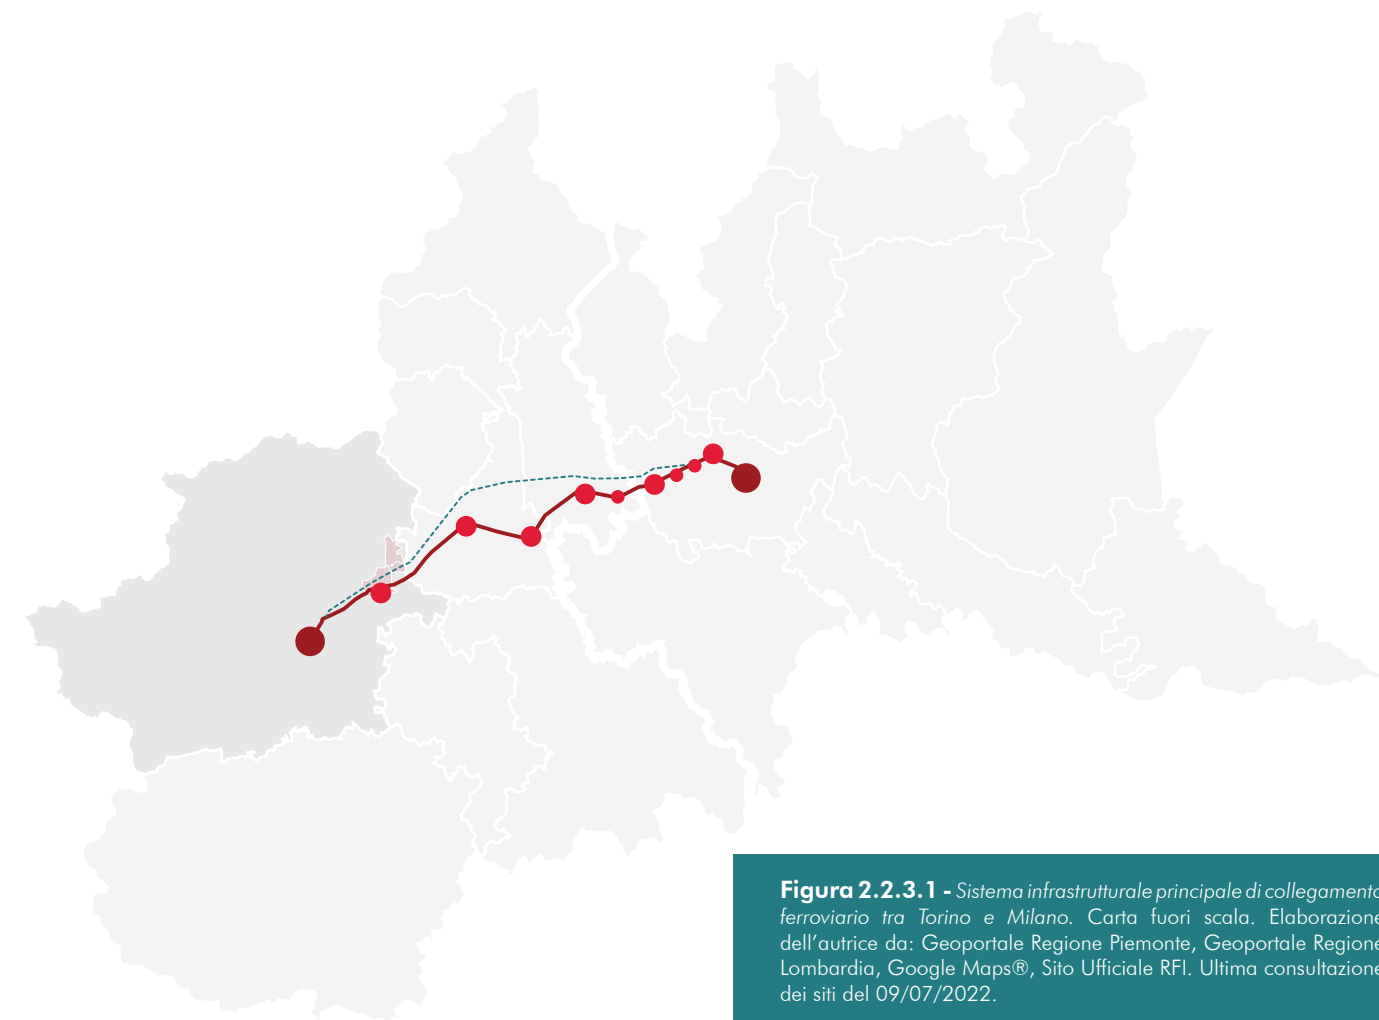 Figura 2.2.3.1 - Sistema infrastrutturale principale di collegamento
ferroviario tra Torino e Milano. Carta fuori scala. Elaborazione
dell'autrice da: Geoportale Regione Piemonte, Geoportale Regione
Lombardia, Google Maps®, Sito Ufficiale RFI. Ultima consultazione
dei siti del 09/07/2022.